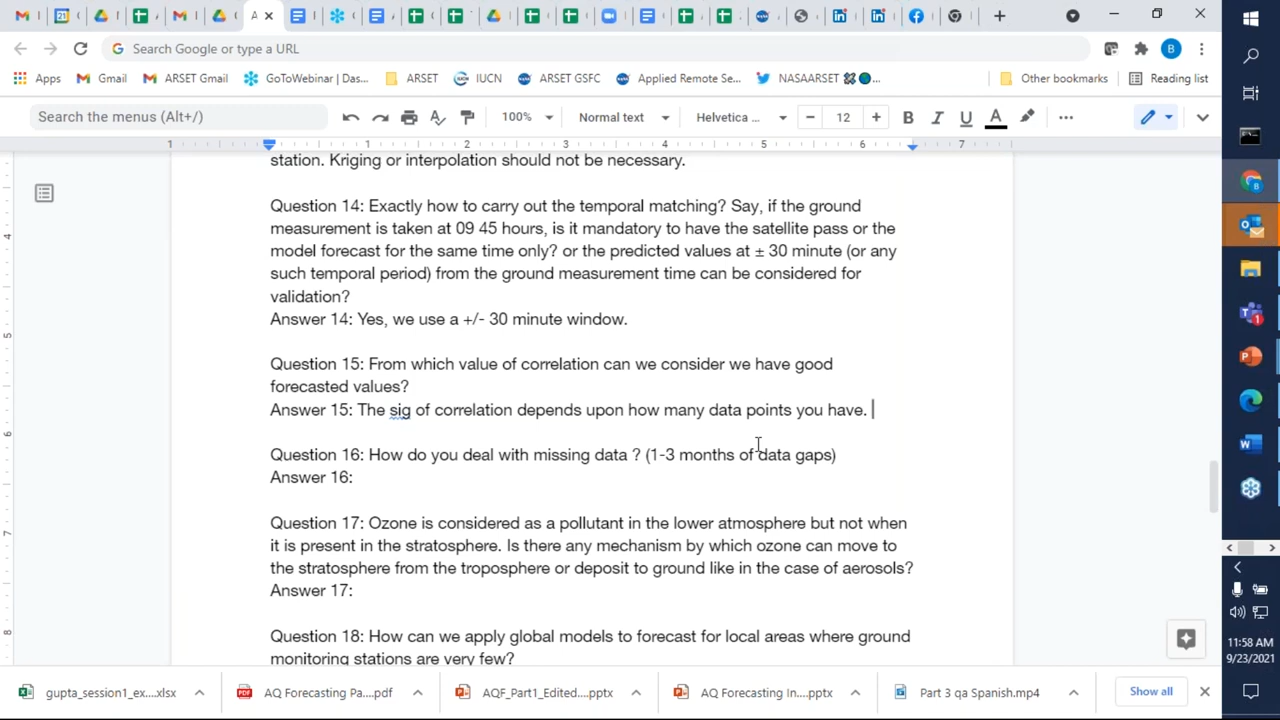 Search Google or type a URL
Apps
Gmail
ARSET Gmail
GoToWebinar | Das...
ARSET
IUCN
ARSET GSFC
Applied Remote Se...
NASAARSET
Other bookmarks
Reading list
Search the menus (Alt+/)
100%
Normal text
Helvetica ...
12
station. Kriging or interpolation should not be necessary.
Question 14: Exactly how to carry out the temporal matching? Say, if the ground
measurement is taken at 09 45 hours, is it mandatory to have the satellite pass or the
model forecast for the same time only? or the predicted values at ± 30 minute (or any
such temporal period) from the ground measurement time can be considered for
validation?
Answer 14: Yes, we use a +/- 30 minute window.
Question 15: From which value of correlation can we consider we have good
forecasted values?
Answer 15: The sig of correlation depends upon how many data points you have.
Question 16: How do you deal with missing data ? (1-3 months of data gaps)
Answer 16:
Question 17: Ozone is considered as a pollutant in the lower atmosphere but not when
it is present in the stratosphere. Is there any mechanism by which ozone can move to
the stratosphere from the troposphere or deposit to ground like in the case of aerosols?
Answer 17:
Question 18: How can we apply global models to forecast for local areas where ground
monitoring stations are very few?
gupta_session1_ex....xlsx
AQ Forecasting Pa....pdf
AQF_Part1_Edited....pptx
AQ Forecasting In....pptx
Part 3 qa Spanish.mp4
Show all
11:58 AM
9/23/2021